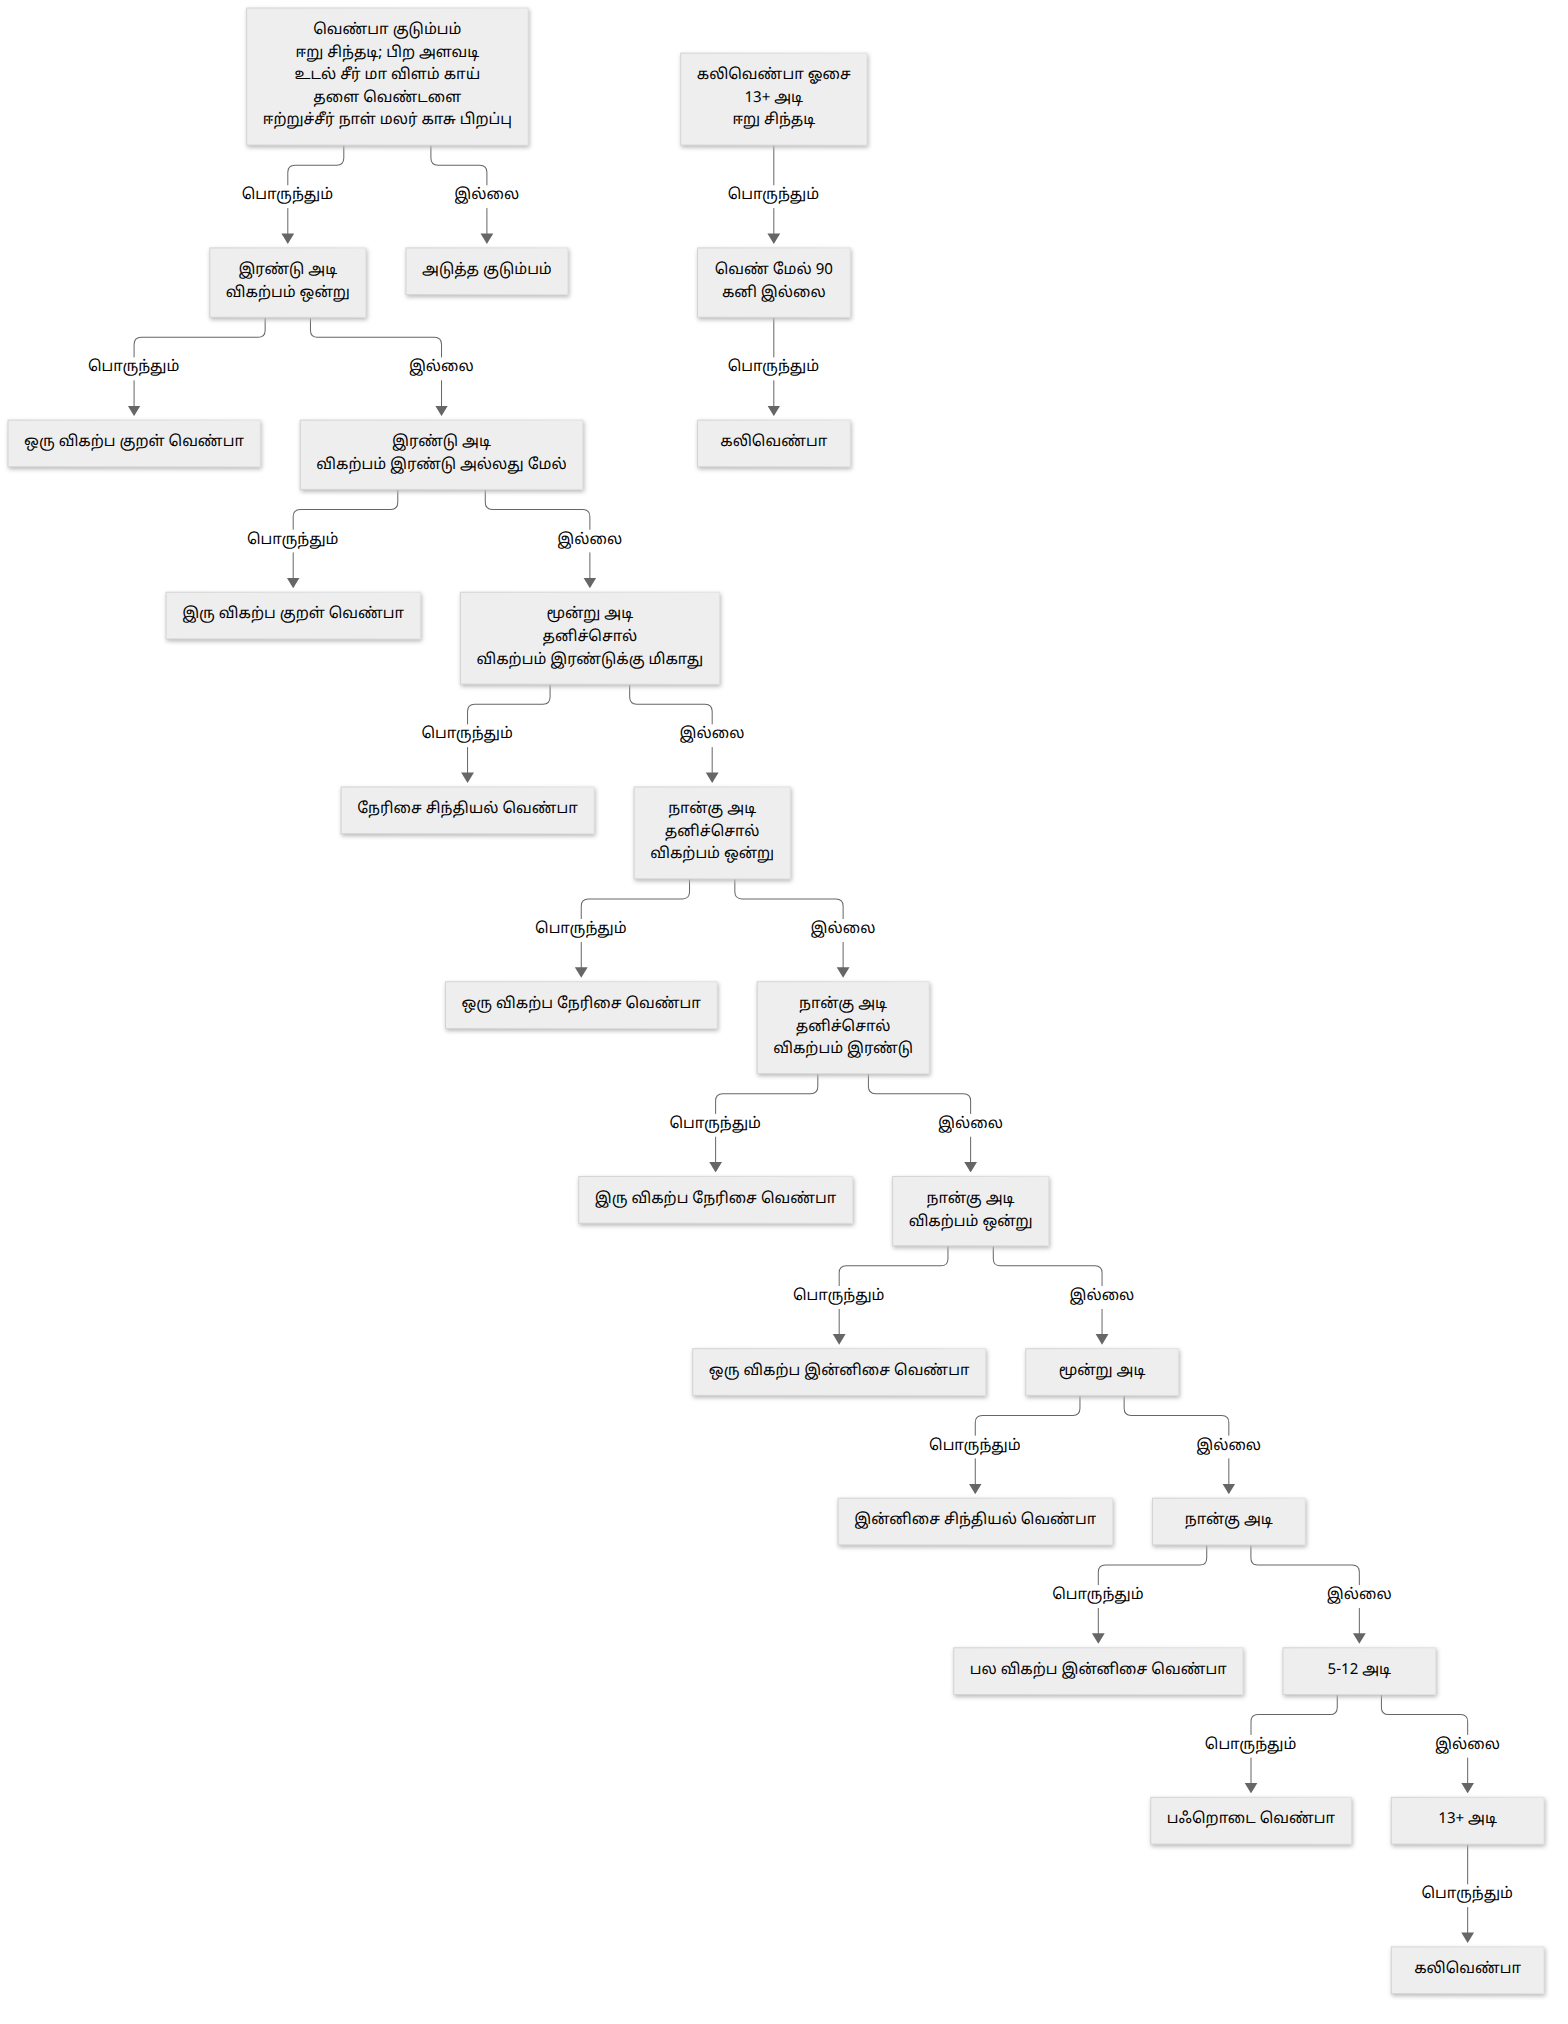 வெண்பா குடும்பம்
ஈறு சிந்தடி; பிற அளவடி
உடல் சீர் மா விளம் காய்
தளை வெண்டளை
ஈற்றுச்சீர் நாள் மலர் காசு பிறப்பு
கலிவெண்பா ஓசை
13+ அடி
ஈறு சிந்தடி
பொருந்தும்
இல்லை
பொருந்தும்
இரண்டு அடி
விகற்பம் ஒன்று
அடுத்த குடும்பம்
வெண் மேல் 90
கனி இல்லை
பொருந்தும்
இல்லை
பொருந்தும்
ஒரு விகற்ப குறள் வெண்பா
இரண்டு அடி
விகற்பம் இரண்டு அல்லது மேல்
கலிவெண்பா
பொருந்தும்
இல்லை
இரு விகற்ப குறள் வெண்பா
மூன்று அடி
தனிச்சொல்
விகற்பம் இரண்டுக்கு மிகாது
பொருந்தும்
இல்லை
நேரிசை சிந்தியல் வெண்பா
நான்கு அடி
தனிச்சொல்
விகற்பம் ஒன்று
பொருந்தும்
இல்லை
ஒரு விகற்ப நேரிசை வெண்பா
நான்கு அடி
தனிச்சொல்
விகற்பம் இரண்டு
பொருந்தும்
இல்லை
இரு விகற்ப நேரிசை வெண்பா
நான்கு அடி
விகற்பம் ஒன்று
பொருந்தும்
இல்லை
ஒரு விகற்ப இன்னிசை வெண்பா
மூன்று அடி
பொருந்தும்
இல்லை
இன்னிசை சிந்தியல் வெண்பா
நான்கு அடி
பொருந்தும்
இல்லை
பல விகற்ப இன்னிசை வெண்பா
5-12 அடி
பொருந்தும்
இல்லை
பஃறொடை வெண்பா
13+ அடி
பொருந்தும்
கலிவெண்பா